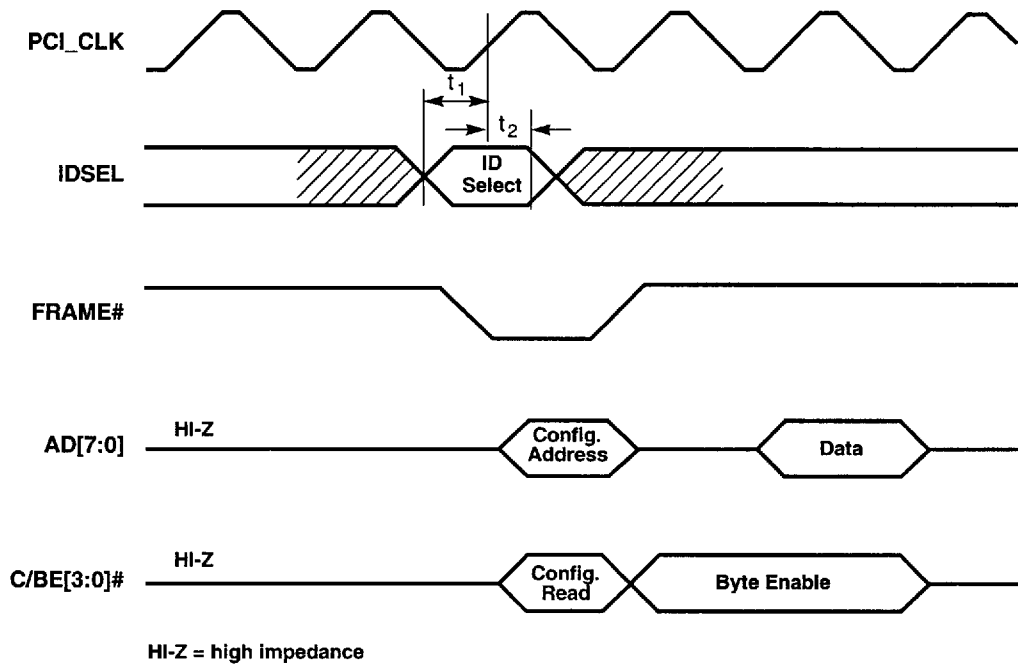 PCI_CLK
t1
t2
IDSEL
ID
Select
FRAME#
AD[7:0]
HI-Z
Config.
Address
Data
C/BE[3:0]#
HI-Z
Config.
Read
Byte Enable
HI-Z = high impedance